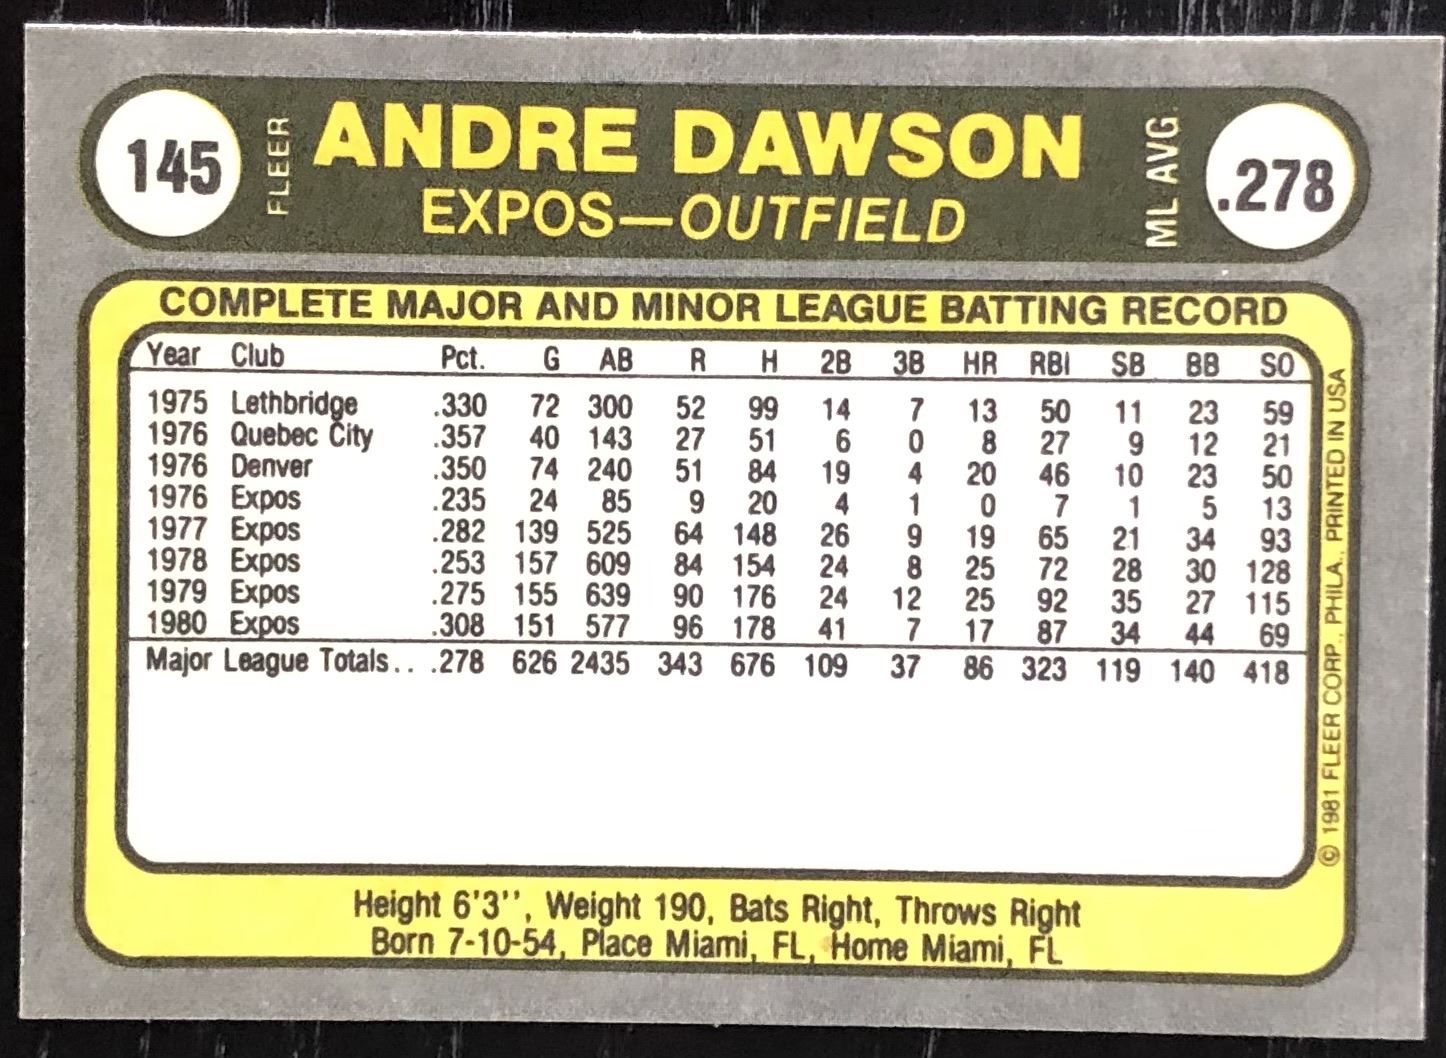 145 FLEER ANDRE DAWSON ML AVG. .278
EXPOS—OUTFIELD
COMPLETE MAJOR AND MINOR LEAGUE BATTING RECORD
Year Club Pct. G AB R H 2B 3B HR RBI SB BB SO
1975 Lethbridge .330 72 300 52 99 14 7 13 50 11 23 59
1976 Quebec City .357 40 143 27 51 6 0 8 27 9 12 21
1976 Denver .350 74 240 51 84 19 4 20 46 10 23 50
1976 Expos .235 24 85 9 20 4 1 0 7 1 5 13
1977 Expos .282 139 525 64 148 26 9 19 65 21 34 93
1978 Expos .253 157 609 84 154 24 8 25 72 28 30 128
1979 Expos .275 155 639 90 176 24 12 25 92 35 27 115
1980 Expos .308 151 577 96 178 41 7 17 87 34 44 69
Major League Totals.. .278 626 2435 343 676 109 37 86 323 119 140 418
© 1981 FLEER CORP., PHILA., PRINTED IN USA
Height 6'3'', Weight 190, Bats Right, Throws Right
Born 7-10-54, Place Miami, FL, Home Miami, FL